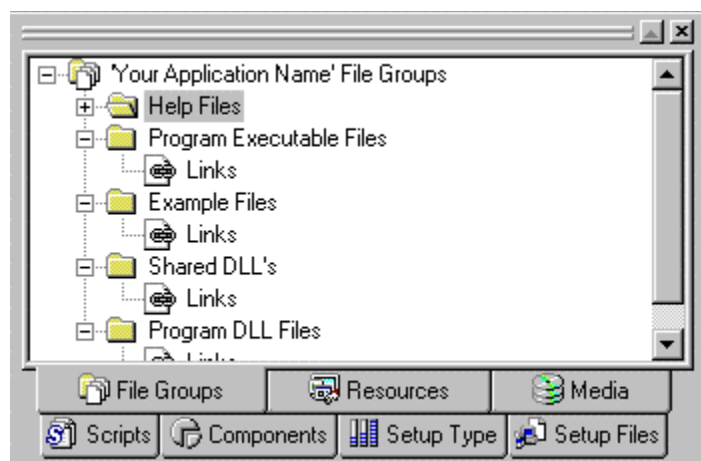 'Your Application Name' File Groups
Help Files
Program Executable Files
Links
Example Files
Links
Shared DLL's
Links
Program DLL Files
Links
File Groups Resources Media
Scripts Components Setup Type Setup Files